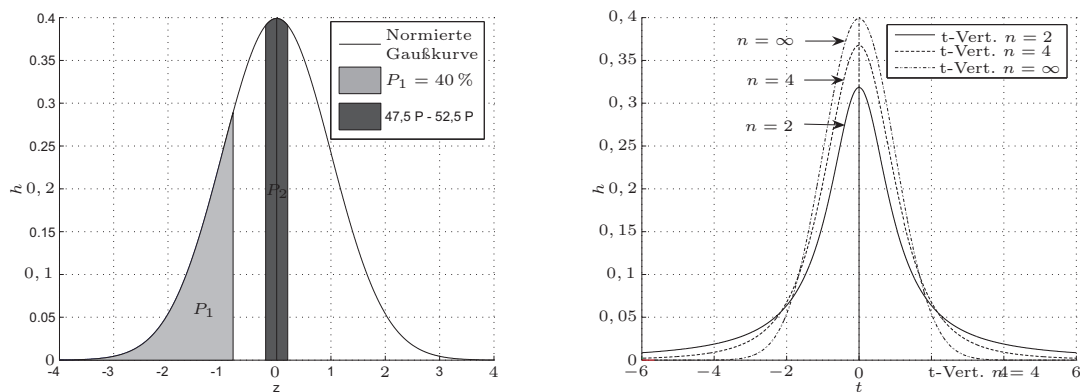 0.4
0.35
0.3
0.25
h 0, 2
0.15
0, 1
0.05
0
-4 -3 -2 -1 0 1 2 3 4
z
P₁
P₂
Normierte
Gaußkurve
P₁ = 40 %
47,5 P - 52,5 P
0, 4
0.35
0, 3
0.25
h 0, 2
0.15
0, 1
0.05
0
−6 −4 −2 0 2 4 6
t
n = ∞
n = 4
n = 2
t-Vert. n = 2
t-Vert. n = 4
t-Vert. n = ∞
t-Vert. n = 4